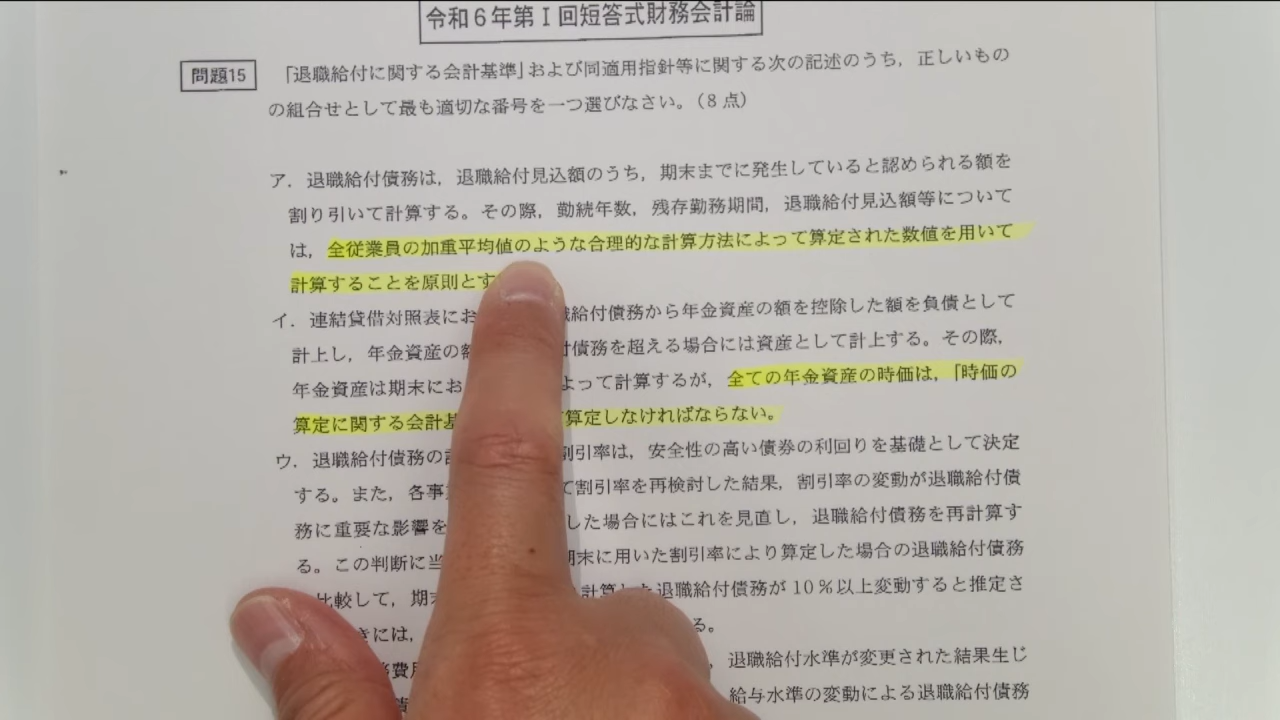 令和６年第Ⅰ回短答式財務会計論
問題15 「退職給付に関する会計基準」および同適用指針等に関する次の記述のうち，正しいもの
の組合せとして最も適切な番号を一つ選びなさい。（８点）
ア．退職給付債務は，退職給付見込額のうち，期末までに発生していると認められる額を
割り引いて計算する。その際，勤続年数，残存勤務期間，退職給付見込額等について
は，全従業員の加重平均値のような合理的な計算方法によって算定された数値を用いて
計算することを原則とす
イ．連結貸借対照表にお 職給付債務から年金資産の額を控除した額を負債として
計上し，年金資産の額 付債務を超える場合には資産として計上する。その際，
年金資産は期末にお よって計算するが，全ての年金資産の時価は，「時価の
算定に関する会計基 算定しなければならない。
ウ．退職給付債務の計 割引率は，安全性の高い債券の利回りを基礎として決定
する。また，各事 て割引率を再検討した結果，割引率の変動が退職給付債
務に重要な影響を した場合にはこれを見直し，退職給付債務を再計算す
る。この判断に当 期末に用いた割引率により算定した場合の退職給付債務
比較して，期末 計算した退職給付債務が10％以上変動すると推定さ
きには， る。
務費用 ，退職給付水準が変更された結果生じ
給与水準の変動による退職給付債務